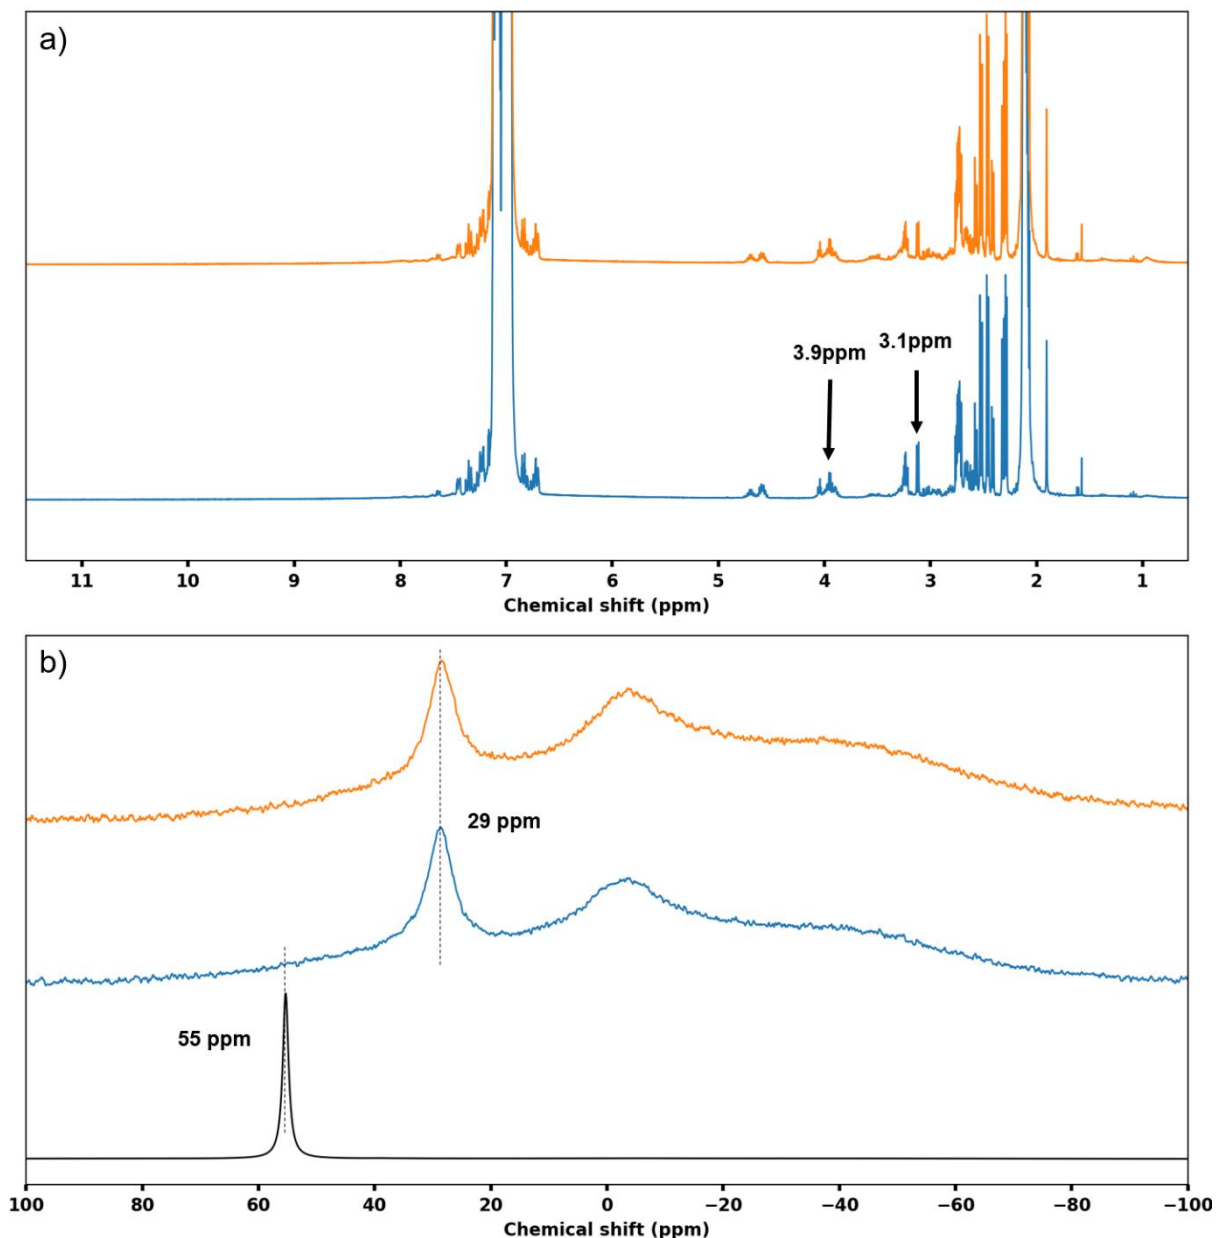 a)
3.9ppm
3.1ppm
11 10 9 8 7 6 5 4 3 2 1
Chemical shift (ppm)
b)
29 ppm
55 ppm
100 80 60 40 20 0 −20 −40 −60 −80 −100
Chemical shift (ppm)